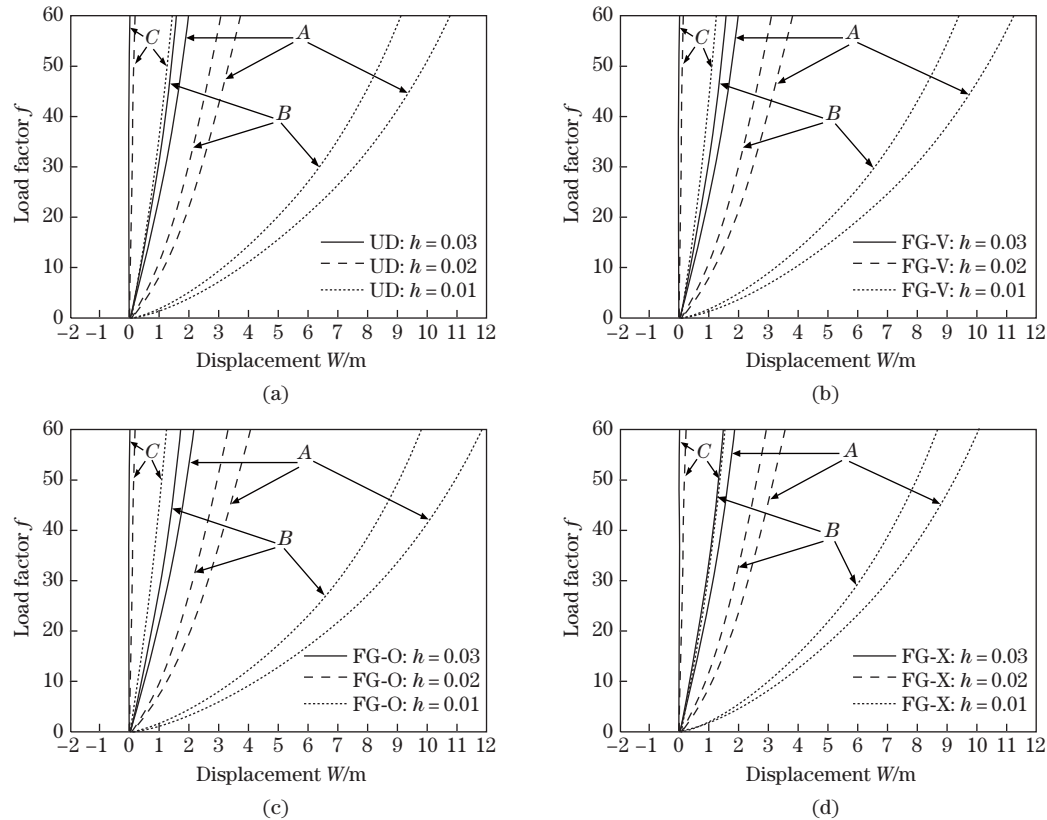 60
50
40
30
20
10
0
Load factor f
C
A
B
UD: h = 0.03
UD: h = 0.02
UD: h = 0.01
−2 −1 0 1 2 3 4 5 6 7 8 9 10 11 12
Displacement W/m
(a)
60
50
40
30
20
10
0
Load factor f
C
A
B
FG-V: h = 0.03
FG-V: h = 0.02
FG-V: h = 0.01
−2 −1 0 1 2 3 4 5 6 7 8 9 10 11 12
Displacement W/m
(b)
60
50
40
30
20
10
0
Load factor f
C
A
B
FG-O: h = 0.03
FG-O: h = 0.02
FG-O: h = 0.01
−2 −1 0 1 2 3 4 5 6 7 8 9 10 11 12
Displacement W/m
(c)
60
50
40
30
20
10
0
Load factor f
C
A
B
FG-X: h = 0.03
FG-X: h = 0.02
FG-X: h = 0.01
−2 −1 0 1 2 3 4 5 6 7 8 9 10 11 12
Displacement W/m
(d)